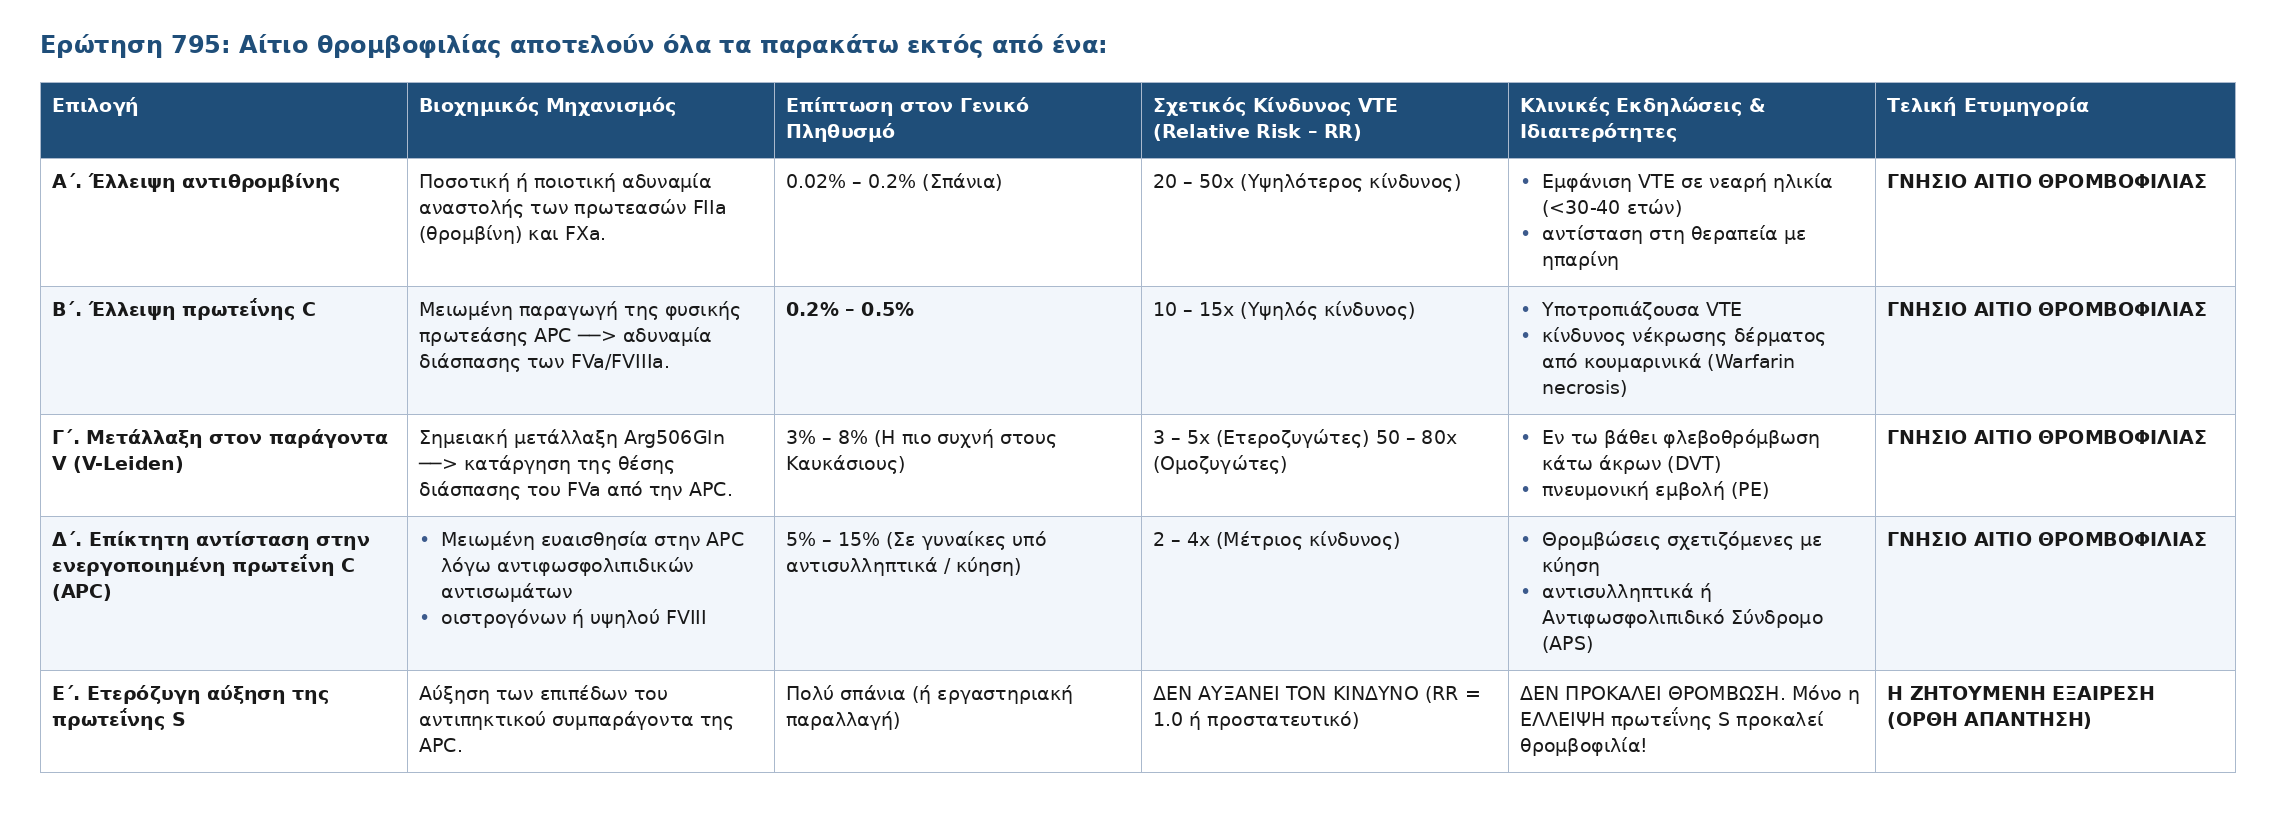 Ερώτηση 795: Αίτιο θρομβοφιλίας αποτελούν όλα τα παρακάτω εκτός από ένα:
Επιλογή
Βιοχημικός Μηχανισμός
Επίπτωση στον Γενικό
Πληθυσμό
Σχετικός Κίνδυνος VTE
(Relative Risk – RR)
Κλινικές Εκδηλώσεις &
Ιδιαιτερότητες
Τελική Ετυμηγορία
Α΄. Έλλειψη αντιθρομβίνης
Ποσοτική ή ποιοτική αδυναμία
αναστολής των πρωτεασών FIIa
(θρομβίνη) και FXa.
0.02% – 0.2% (Σπάνια)
20 – 50x (Υψηλότερος κίνδυνος)
• Εμφάνιση VTE σε νεαρή ηλικία
(<30-40 ετών)
• αντίσταση στη θεραπεία με
ηπαρίνη
ΓΝΗΣΙΟ ΑΙΤΙΟ ΘΡΟΜΒΟΦΙΛΙΑΣ
Β΄. Έλλειψη πρωτεΐνης C
Μειωμένη παραγωγή της φυσικής
πρωτεάσης APC ──> αδυναμία
διάσπασης των FVa/FVIIIa.
0.2% – 0.5%
10 – 15x (Υψηλός κίνδυνος)
• Υποτροπιάζουσα VTE
• κίνδυνος νέκρωσης δέρματος
από κουμαρινικά (Warfarin
necrosis)
ΓΝΗΣΙΟ ΑΙΤΙΟ ΘΡΟΜΒΟΦΙΛΙΑΣ
Γ΄. Μετάλλαξη στον παράγοντα
V (V-Leiden)
Σημειακή μετάλλαξη Arg506Gln
──> κατάργηση της θέσης
διάσπασης του FVa από την APC.
3% – 8% (Η πιο συχνή στους
Καυκάσιους)
3 – 5x (Ετεροζυγώτες) 50 – 80x
(Ομοζυγώτες)
• Εν τω βάθει φλεβοθρόμβωση
κάτω άκρων (DVT)
• πνευμονική εμβολή (PE)
ΓΝΗΣΙΟ ΑΙΤΙΟ ΘΡΟΜΒΟΦΙΛΙΑΣ
Δ΄. Επίκτητη αντίσταση στην
ενεργοποιημένη πρωτεΐνη C
(APC)
• Μειωμένη ευαισθησία στην APC
λόγω αντιφωσφολιπιδικών
αντισωμάτων
• οιστρογόνων ή υψηλού FVIII
5% – 15% (Σε γυναίκες υπό
αντισυλληπτικά / κύηση)
2 – 4x (Μέτριος κίνδυνος)
• Θρομβώσεις σχετιζόμενες με
κύηση
• αντισυλληπτικά ή
Αντιφωσφολιπιδικό Σύνδρομο
(APS)
ΓΝΗΣΙΟ ΑΙΤΙΟ ΘΡΟΜΒΟΦΙΛΙΑΣ
Ε΄. Ετερόζυγη αύξηση της
πρωτεΐνης S
Αύξηση των επιπέδων του
αντιπηκτικού συμπαράγοντα της
APC.
Πολύ σπάνια (ή εργαστηριακή
παραλλαγή)
ΔΕΝ ΑΥΞΑΝΕΙ ΤΟΝ ΚΙΝΔΥΝΟ (RR =
1.0 ή προστατευτικό)
ΔΕΝ ΠΡΟΚΑΛΕΙ ΘΡΟΜΒΩΣΗ. Μόνο η
ΕΛΛΕΙΨΗ πρωτεΐνης S προκαλεί
θρομβοφιλία!
Η ΖΗΤΟΥΜΕΝΗ ΕΞΑΙΡΕΣΗ
(ΟΡΘΗ ΑΠΑΝΤΗΣΗ)